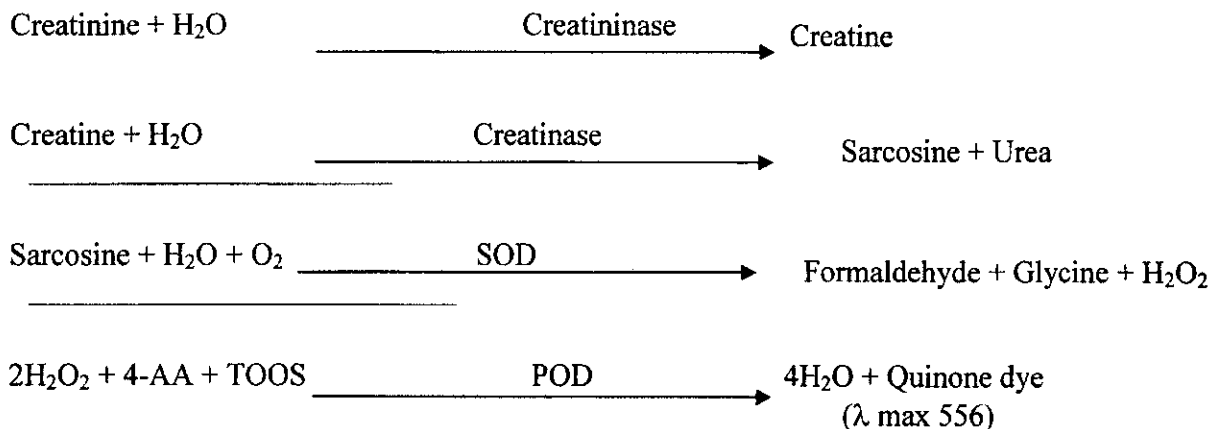 Creatinine + H₂O Creatininase Creatine
Creatine + H₂O Creatinase Sarcosine + Urea
Sarcosine + H₂O + O₂ SOD Formaldehyde + Glycine + H₂O₂
2H₂O₂ + 4-AA + TOOS POD 4H₂O + Quinone dye
(λ max 556)